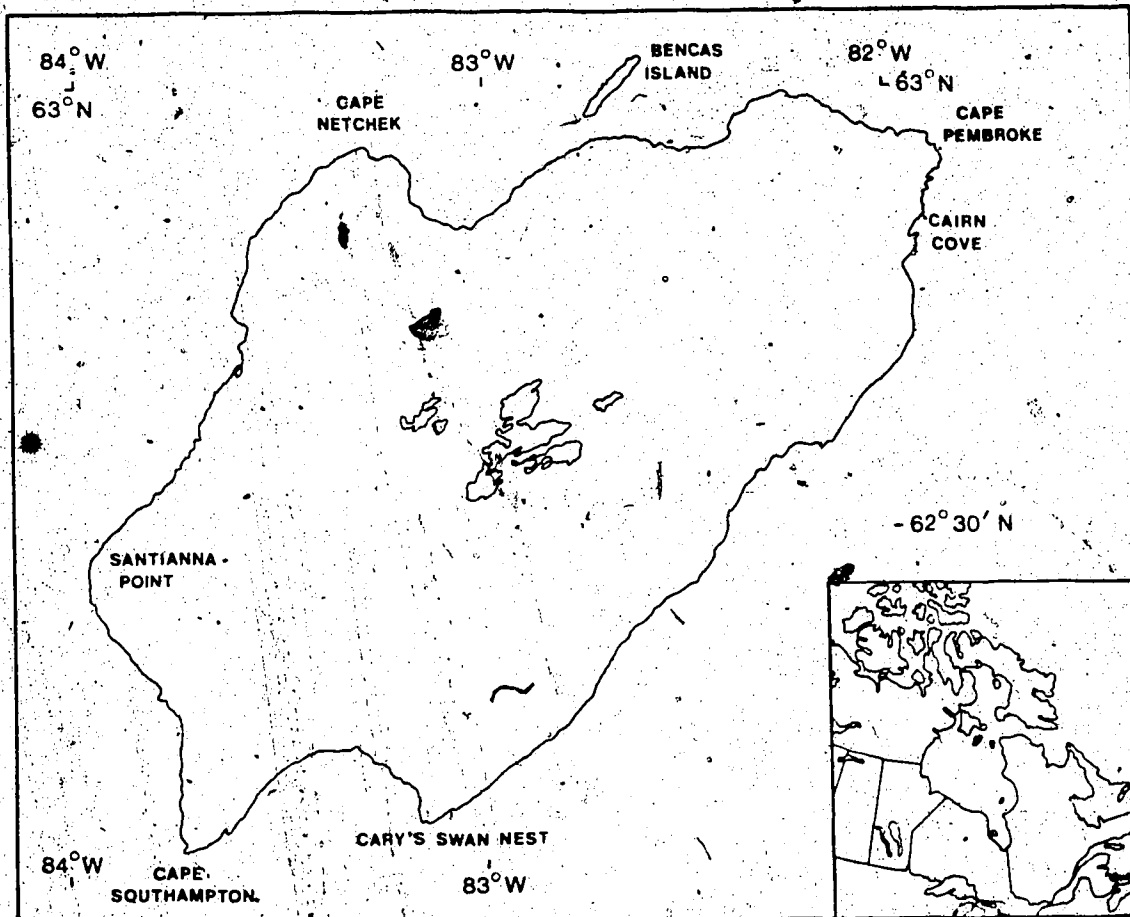 84°W
63°N
83°W
BENCAS
ISLAND
82°W
63°N
CAPE
NETCHEK
CAPE
PEMBROKE
CAIRN
COVE
-62°30′N
SANTIANNA
POINT
CARY'S SWAN NEST
84°W
CAPE
SOUTHAMPTON
83°W